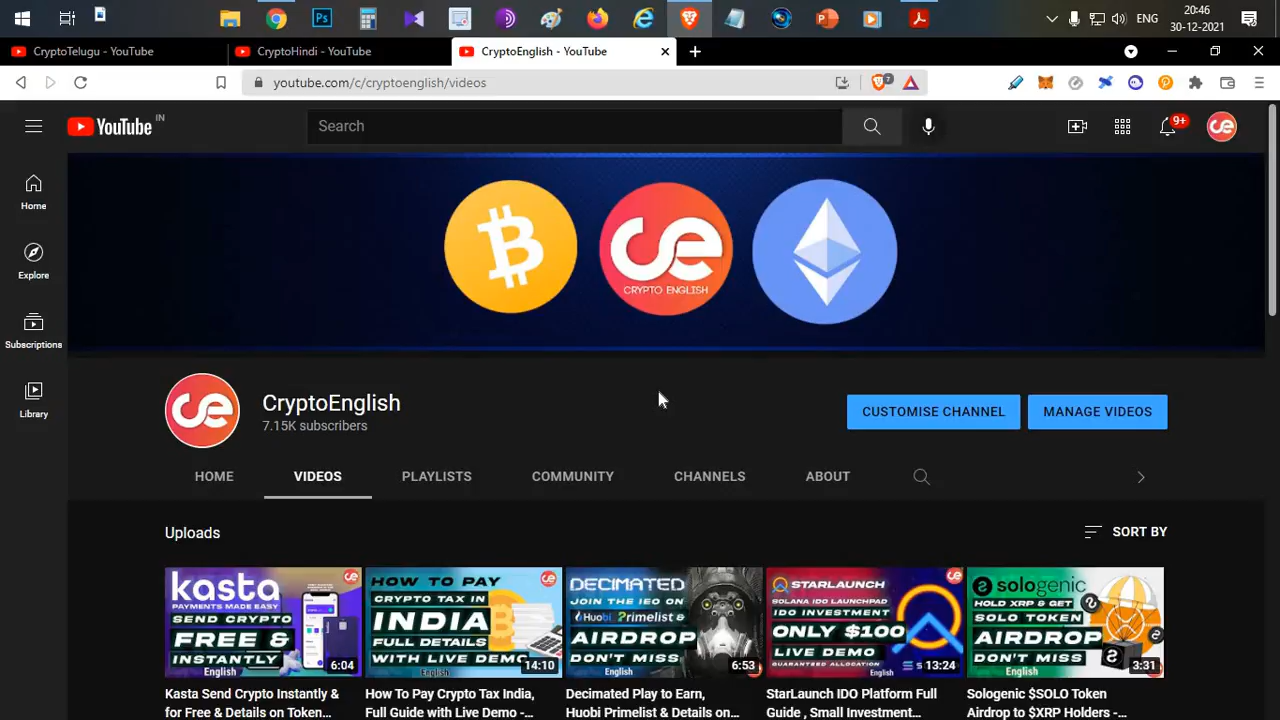 20:46
ENG
30-12-2021
CryptoTelugu - YouTube
CryptoHindi - YouTube
CryptoEnglish - YouTube
youtube.com/c/cryptoenglish/videos
7
YouTube IN
Search
9+
ce
Home
Explore
Subscriptions
Library
ce
CRYPTO ENGLISH
ce
CryptoEnglish
7.15K subscribers
CUSTOMISE CHANNEL
MANAGE VIDEOS
HOME
VIDEOS
PLAYLISTS
COMMUNITY
CHANNELS
ABOUT
Uploads
SORT BY
kasta
PAYMENTS MADE EASY
SEND CRYPTO
FREE &
INSTANTLY
English
6:04
HOW TO PAY
CRYPTO TAX IN
INDIA
FULL DETAILS
WITH LIVE DEMO
English
14:10
DECIMATED
JOIN THE IEO ON
Huobi Primelist &
AIRDROP
DON'T MISS
English
6:53
STARLAUNCH
SOLANA IDO LAUNCHPAD
IDO INVESTMENT
ONLY $100
LIVE DEMO
GUARANTEED ALLOCATION
English
13:24
sologenic
HOLD XRP & GET
SOLO TOKEN
AIRDROP
DON'T MISS
English
3:31
Kasta Send Crypto Instantly &
for Free & Details on Token...
How To Pay Crypto Tax India,
Full Guide with Live Demo -...
Decimated Play to Earn,
Huobi Primelist & Details on...
StarLaunch IDO Platform Full
Guide , Small Investment...
Sologenic $SOLO Token
Airdrop to $XRP Holders -...